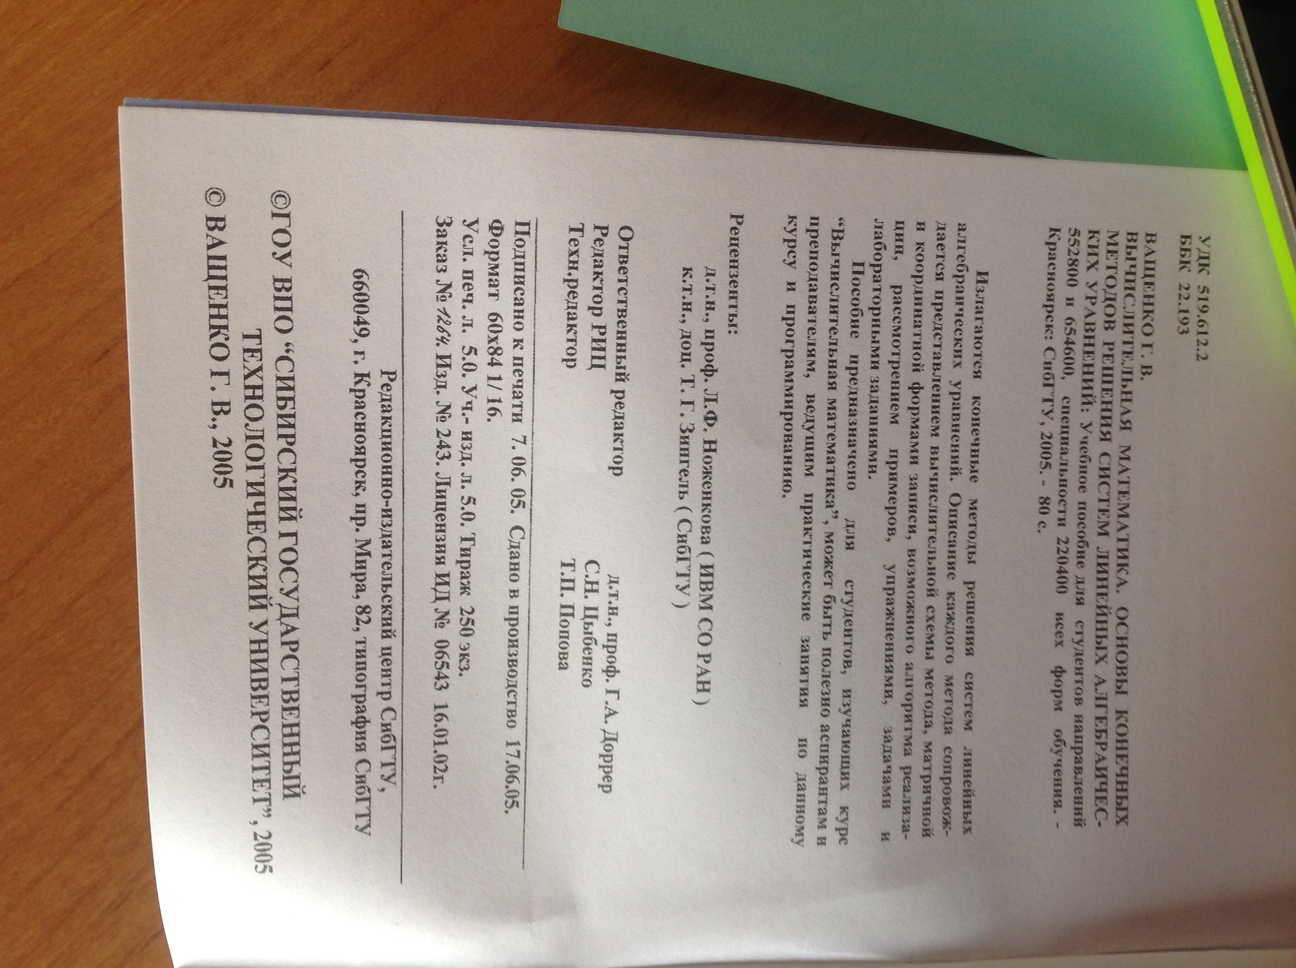 УДК 519.612.2
ББК 22.193
ВАЩЕНКО Г. В.
ВЫЧИСЛИТЕЛЬНАЯ МАТЕМАТИКА. ОСНОВЫ КОНЕЧНЫХ
МЕТОДОВ РЕШЕНИЯ СИСТЕМ ЛИНЕЙНЫХ АЛГЕБРАИЧЕС-
КИХ УРАВНЕНИЙ: Учебное пособие для студентов направлений
552800 и 654600, специальности 220400 всех форм обучения. -
Красноярск: СибГТУ, 2005. - 80 с.
Излагаются конечные методы решения систем линейных
алгебраических уравнений. Описание каждого метода сопровож-
дается представлением вычислительной схемы метода, матричной
и координатной формами записи, возможного алгоритма реализа-
ции, рассмотрением примеров, упражнениями, задачами и
лабораторными заданиями.
Пособие предназначено для студентов, изучающих курс
“Вычислительная математика”, может быть полезно аспирантам и
преподавателям, ведущим практические занятия по данному
курсу и программированию.
Рецензенты:
д.т.н., проф. Л.Ф. Ноженкова ( ИВМ СО РАН )
к.т.н., доц. Т. Г. Зингель ( СибГТУ )
Ответственный редактор д.т.н., проф. Г.А. Доррер
Редактор РИЦ С.Н. Цыбенко
Техн.редактор Т.П. Попова
Подписано к печати 7. 06. 05. Сдано в производство 17.06.05.
Формат 60х84 1/ 16.
Усл. печ. л. 5.0. Уч.- изд. л. 5.0. Тираж 250 экз.
Заказ № 1264 Изд. № 243. Лицензия ИД № 06543 16.01.02г.
Редакционно-издательский центр СибГТУ,
660049, г. Красноярск, пр. Мира, 82, типография СибГТУ
©ГОУ ВПО “СИБИРСКИЙ ГОСУДАРСТВЕННЫЙ
ТЕХНОЛОГИЧЕСКИЙ УНИВЕРСИТЕТ”, 2005
© ВАЩЕНКО Г. В., 2005